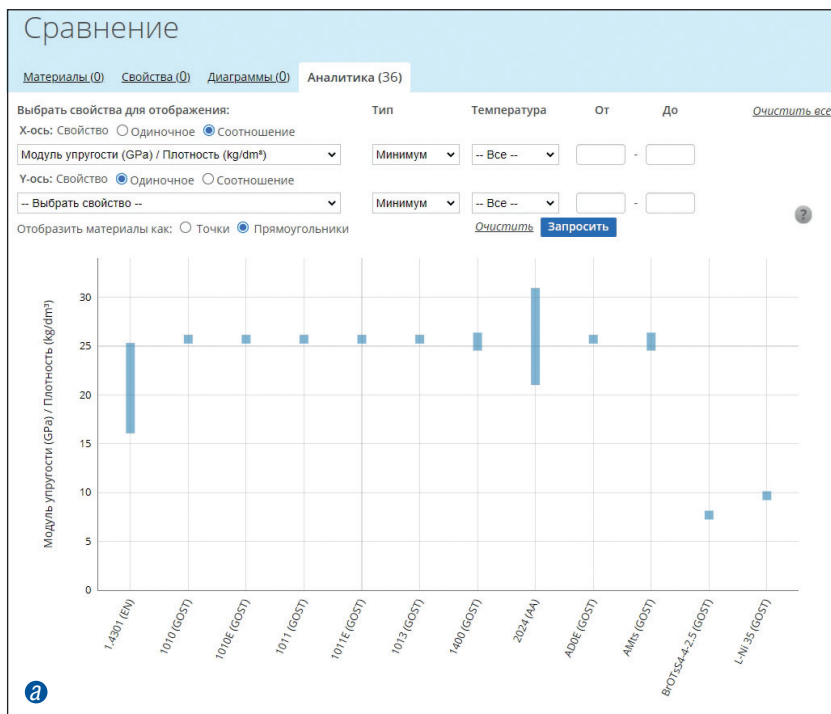 Сравнение
Материалы (0) Свойства (0) Диаграммы (0) Аналитика (36)
Выбрать свойства для отображения: Тип Температура От До Очистить все
X-ось: Свойство Одиночное Соотношение
Модуль упругости (GPa) / Плотность (kg/dm³) Минимум -- Все -- -
Y-ось: Свойство Одиночное Соотношение
-- Выбрать свойство -- Минимум -- Все -- -
?
Отобразить материалы как: Точки Прямоугольники Очистить Запросить
Модуль упругости (GPa) / Плотность (kg/dm³)
30
25
20
15
10
5
0
1.4301 (EN)
1010 (GOST)
1010E (GOST)
1011 (GOST)
1011E (GOST)
1013 (GOST)
1400 (GOST)
2024 (AA)
AD0E (GOST)
AMts (GOST)
BrOTsS4-4-2.5 (GOST)
L-Ni 35 (GOST)
а